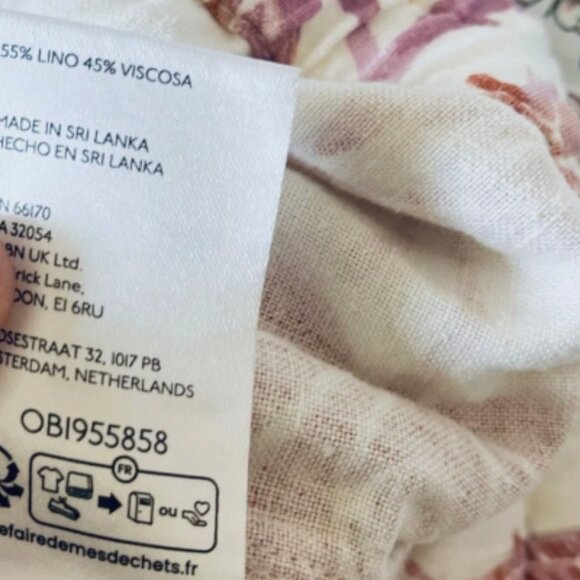 55% LINO 45% VISCOSA
MADE IN SRI LANKA
HECHO EN SRI LANKA
N 66170
A 32054
BN UK Ltd.
rick Lane,
DON, E1 6RU
OSESTRAAT 32, 1017 PB
STERDAM, NETHERLANDS
OB1955858
FR
ou
efairedemesdechets.fr